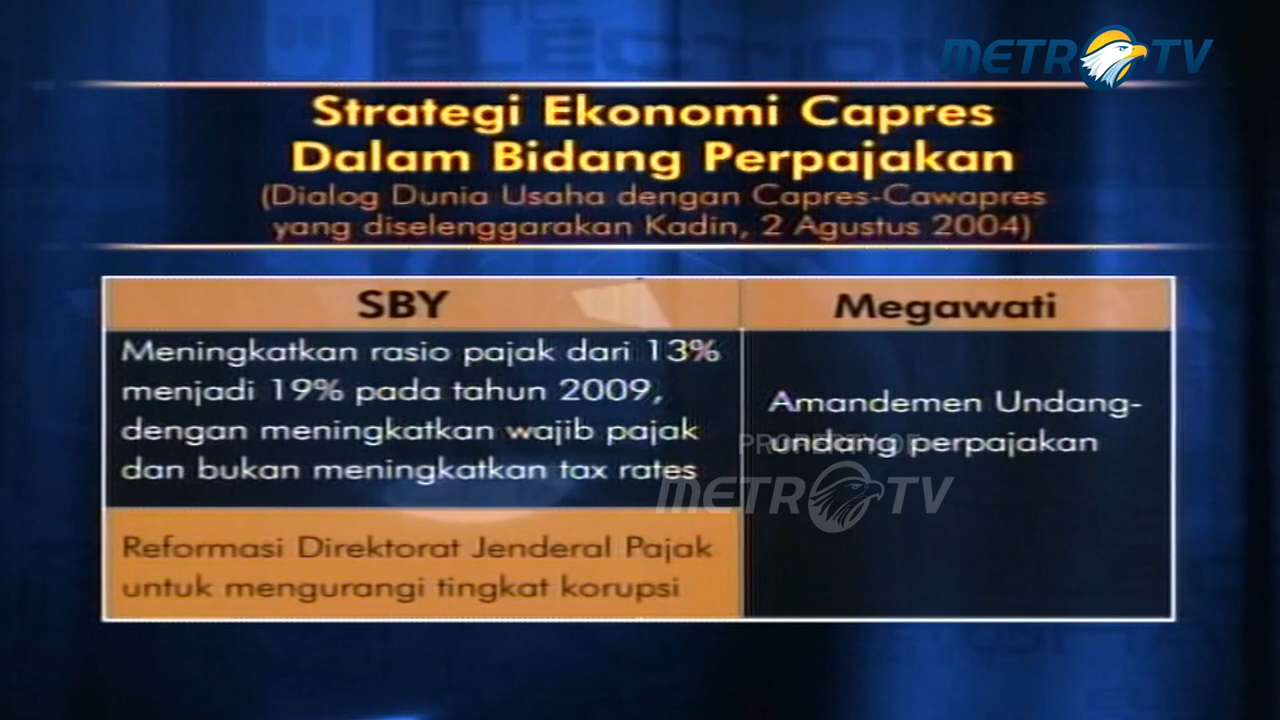 METRO TV
Strategi Ekonomi Capres
Dalam Bidang Perpajakan
(Dialog Dunia Usaha dengan Capres-Cawapres
yang diselenggarakan Kadin, 2 Agustus 2004)
SBY
Megawati
Meningkatkan rasio pajak dari 13%
menjadi 19% pada tahun 2009,
dengan meningkatkan wajib pajak
dan bukan meningkatkan tax rates
Amandemen Undang-
undang perpajakan
PROPERTY OF
METRO TV
Reformasi Direktorat Jenderal Pajak
untuk mengurangi tingkat korupsi